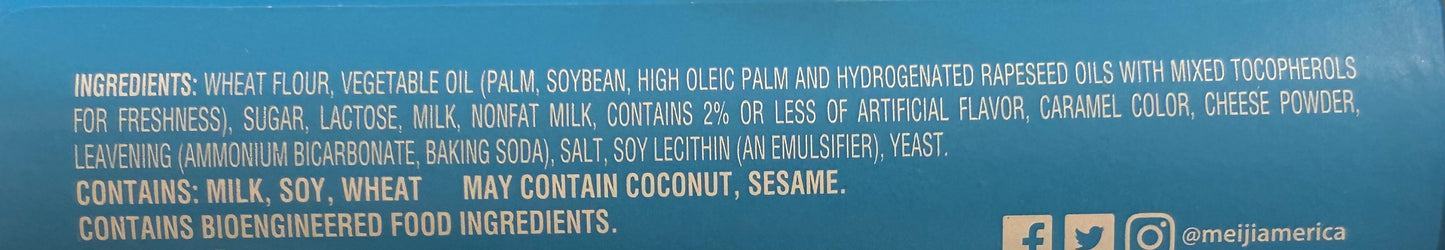 INGREDIENTS: WHEAT FLOUR, VEGETABLE OIL (PALM, SOYBEAN, HIGH OLEIC PALM AND HYDROGENATED RAPESEED OILS WITH MIXED TOCOPHEROLS
FOR FRESHNESS), SUGAR, LACTOSE, MILK, NONFAT MILK, CONTAINS 2% OR LESS OF ARTIFICIAL FLAVOR, CARAMEL COLOR, CHEESE POWDER,
LEAVENING (AMMONIUM BICARBONATE, BAKING SODA), SALT, SOY LECITHIN (AN EMULSIFIER), YEAST.
CONTAINS: MILK, SOY, WHEAT MAY CONTAIN COCONUT, SESAME.
CONTAINS BIOENGINEERED FOOD INGREDIENTS.
@meijiamerica